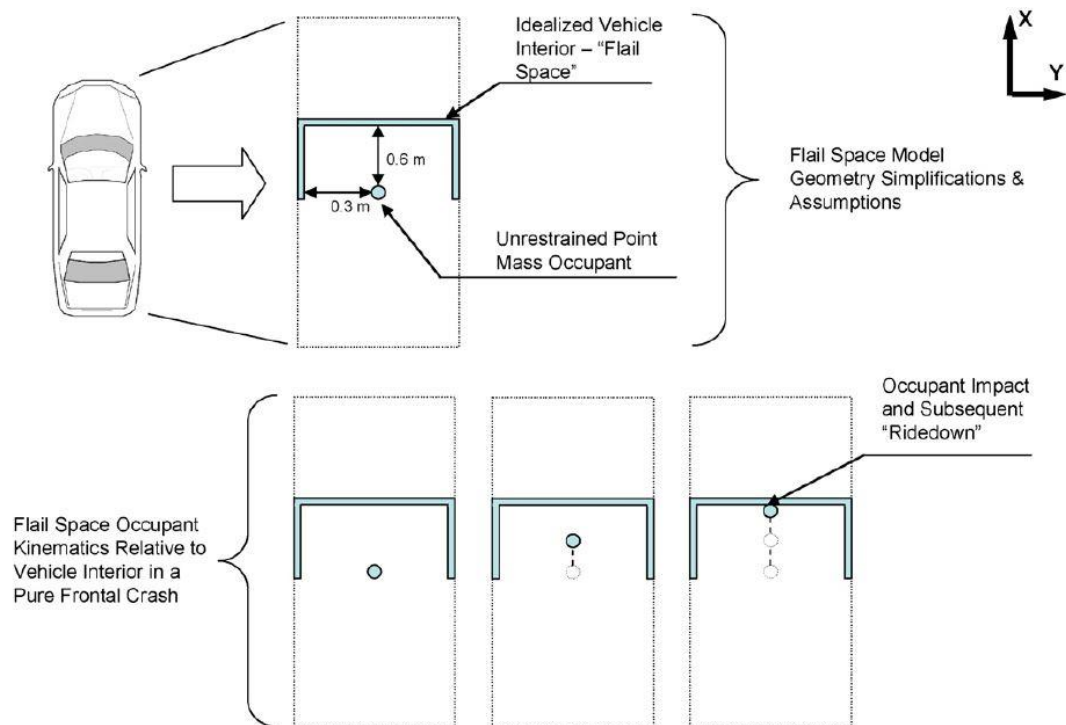 Idealized Vehicle
Interior – "Flail
Space"
X
Y
0.6 m
0.3 m
Flail Space Model
Geometry Simplifications &
Assumptions
Unrestrained Point
Mass Occupant
Occupant Impact
and Subsequent
"Ridedown"
Flail Space Occupant
Kinematics Relative to
Vehicle Interior in a
Pure Frontal Crash